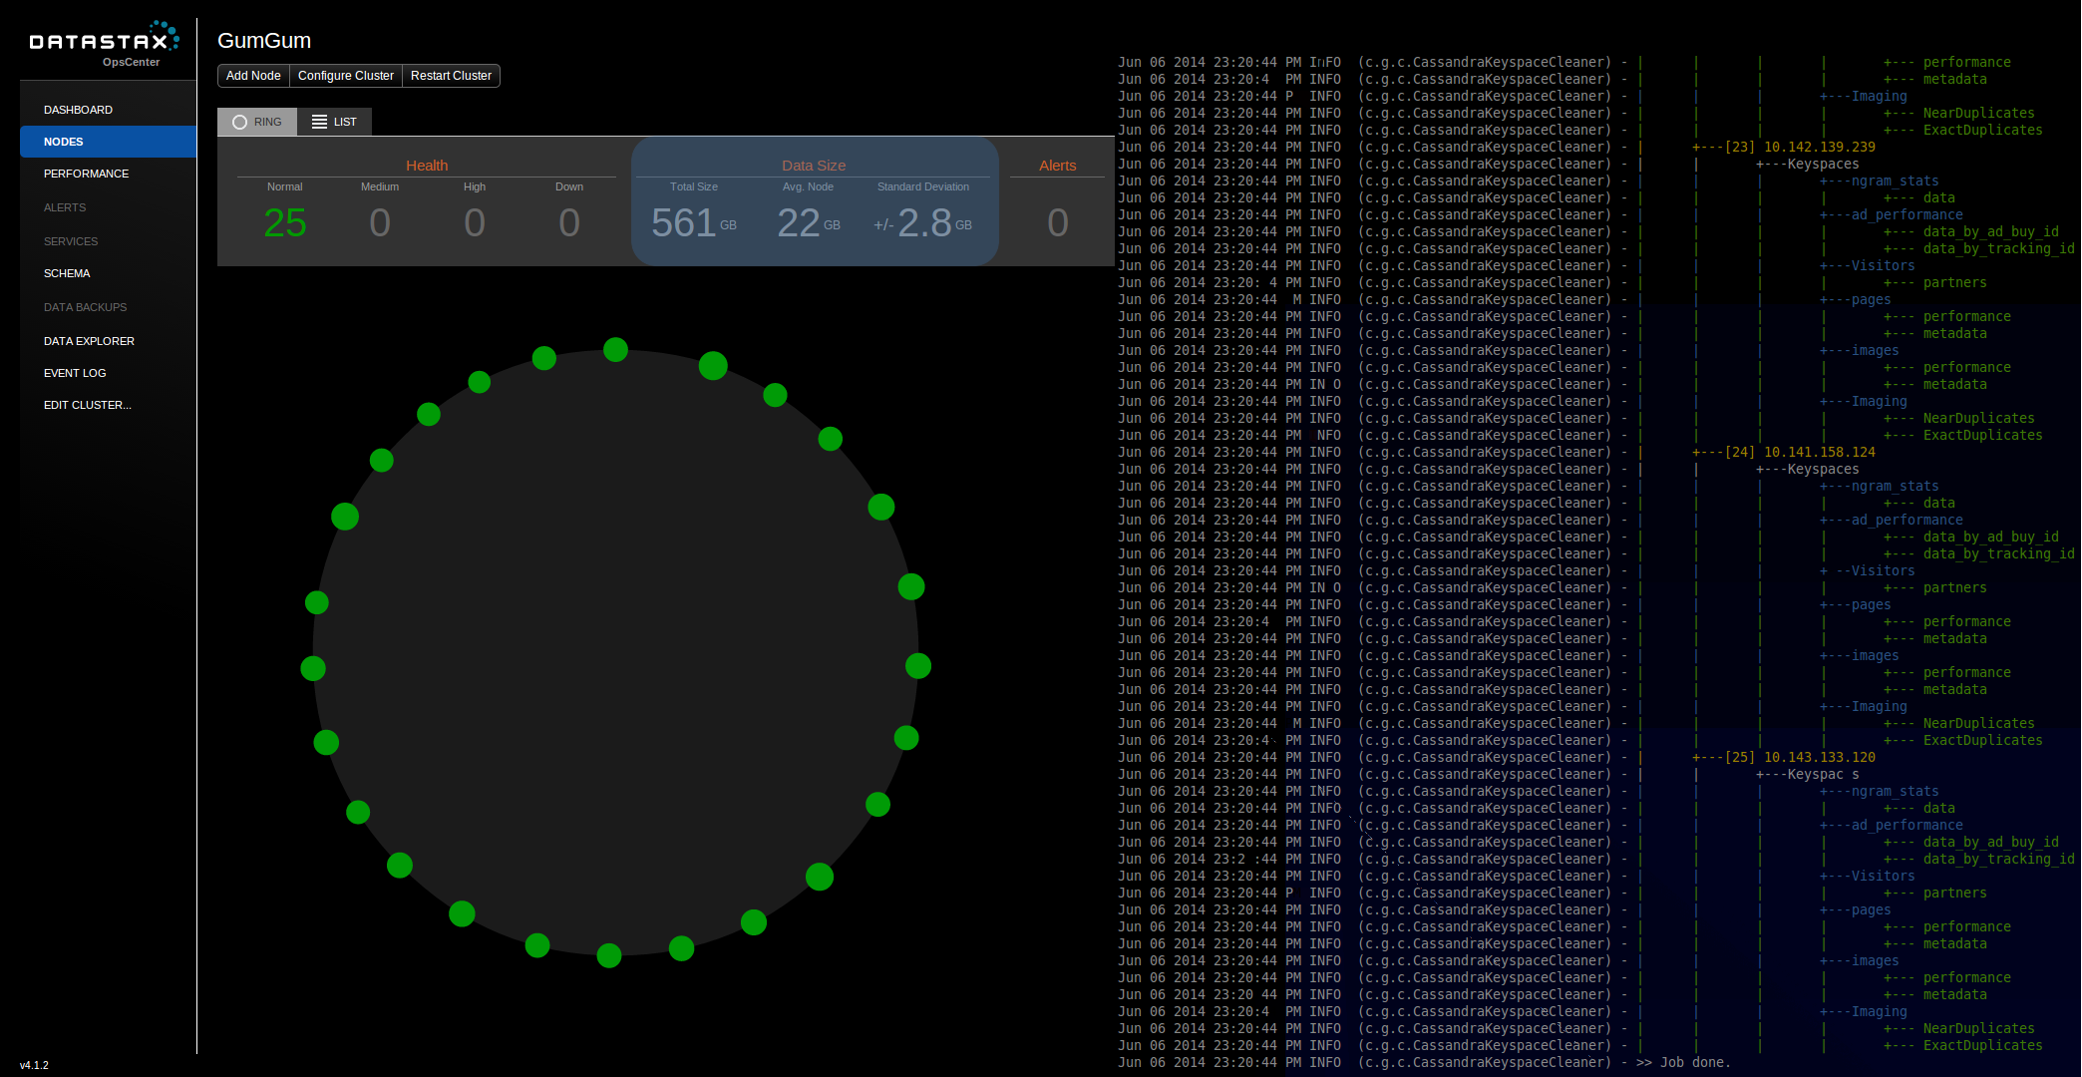 DATASTAX
OpsCenter
DASHBOARD
NODES
PERFORMANCE
ALERTS
SERVICES
SCHEMA
DATA BACKUPS
DATA EXPLORER
EVENT LOG
EDIT CLUSTER...
v4.1.2
GumGum
Add Node Configure Cluster Restart Cluster
RING LIST
Health Data Size Alerts
Normal Medium High Down Total Size Avg. Node Standard Deviation
25 0 0 0 561 GB 22 GB +/- 2.8 GB 0
Jun 06 2014 23:20:44 PM INFO (c.g.c.CassandraKeyspaceCleaner) - | | | | +--- performance
Jun 06 2014 23:20:4 PM INFO (c.g.c.CassandraKeyspaceCleaner) - | | | | +--- metadata
Jun 06 2014 23:20:44 P INFO (c.g.c.CassandraKeyspaceCleaner) - | | | +---Imaging
Jun 06 2014 23:20:44 PM INFO (c.g.c.CassandraKeyspaceCleaner) - | | | | +--- NearDuplicates
Jun 06 2014 23:20:44 PM INFO (c.g.c.CassandraKeyspaceCleaner) - | | | | +--- ExactDuplicates
Jun 06 2014 23:20:44 PM INFO (c.g.c.CassandraKeyspaceCleaner) - | +---[23] 10.142.139.239
Jun 06 2014 23:20:44 PM INFO (c.g.c.CassandraKeyspaceCleaner) - | | +---Keyspaces
Jun 06 2014 23:20:44 PM INFO (c.g.c.CassandraKeyspaceCleaner) - | | | +---ngram_stats
Jun 06 2014 23:20:44 PM INFO (c.g.c.CassandraKeyspaceCleaner) - | | | | +--- data
Jun 06 2014 23:20:44 PM INFO (c.g.c.CassandraKeyspaceCleaner) - | | | +---ad_performance
Jun 06 2014 23:20:44 PM INFO (c.g.c.CassandraKeyspaceCleaner) - | | | | +--- data_by_ad_buy_id
Jun 06 2014 23:20:44 PM INFO (c.g.c.CassandraKeyspaceCleaner) - | | | | +--- data_by_tracking_id
Jun 06 2014 23:20:44 PM INFO (c.g.c.CassandraKeyspaceCleaner) - | | | +---Visitors
Jun 06 2014 23:20: 4 PM INFO (c.g.c.CassandraKeyspaceCleaner) - | | | | +--- partners
Jun 06 2014 23:20:44 M INFO (c.g.c.CassandraKeyspaceCleaner) - | | | +---pages
Jun 06 2014 23:20:44 PM INFO (c.g.c.CassandraKeyspaceCleaner) - | | | | +--- performance
Jun 06 2014 23:20:44 PM INFO (c.g.c.CassandraKeyspaceCleaner) - | | | | +--- metadata
Jun 06 2014 23:20:44 PM INFO (c.g.c.CassandraKeyspaceCleaner) - | | | +---images
Jun 06 2014 23:20:44 PM INFO (c.g.c.CassandraKeyspaceCleaner) - | | | | +--- performance
Jun 06 2014 23:20:44 PM IN O (c.g.c.CassandraKeyspaceCleaner) - | | | | +--- metadata
Jun 06 2014 23:20:44 PM INFO (c.g.c.CassandraKeyspaceCleaner) - | | | +---Imaging
Jun 06 2014 23:20:44 PM INFO (c.g.c.CassandraKeyspaceCleaner) - | | | | +--- NearDuplicates
Jun 06 2014 23:20:44 PM NFO (c.g.c.CassandraKeyspaceCleaner) - | | | | +--- ExactDuplicates
Jun 06 2014 23:20:44 PM INFO (c.g.c.CassandraKeyspaceCleaner) - | +---[24] 10.141.158.124
Jun 06 2014 23:20:44 PM INFO (c.g.c.CassandraKeyspaceCleaner) - | | +---Keyspaces
Jun 06 2014 23:20:44 PM INFO (c.g.c.CassandraKeyspaceCleaner) - | | | +---ngram_stats
Jun 06 2014 23:20:44 PM INFO (c.g.c.CassandraKeyspaceCleaner) - | | | | +--- data
Jun 06 2014 23:20:44 PM INFO (c.g.c.CassandraKeyspaceCleaner) - | | | +---ad_performance
Jun 06 2014 23:20:44 PM INFO (c.g.c.CassandraKeyspaceCleaner) - | | | | +--- data_by_ad_buy_id
Jun 06 2014 23:20:44 PM INFO (c.g.c.CassandraKeyspaceCleaner) - | | | | +--- data_by_tracking_id
Jun 06 2014 23:20:44 PM INFO (c.g.c.CassandraKeyspaceCleaner) - | | | + --Visitors
Jun 06 2014 23:20:44 PM IN O (c.g.c.CassandraKeyspaceCleaner) - | | | | +--- partners
Jun 06 2014 23:20:44 PM INFO (c.g.c.CassandraKeyspaceCleaner) - | | | +---pages
Jun 06 2014 23:20:4 PM INFO (c.g.c.CassandraKeyspaceCleaner) - | | | | +--- performance
Jun 06 2014 23:20:44 PM INFO (c.g.c.CassandraKeyspaceCleaner) - | | | | +--- metadata
Jun 06 2014 23:20:44 PM INFO (c.g.c.CassandraKeyspaceCleaner) - | | | +---images
Jun 06 2014 23:20:44 PM INFO (c.g.c.CassandraKeyspaceCleaner) - | | | | +--- performance
Jun 06 2014 23:20:44 PM INFO (c.g.c.CassandraKeyspaceCleaner) - | | | | +--- metadata
Jun 06 2014 23:20:44 PM INFO (c.g.c.CassandraKeyspaceCleaner) - | | | +---Imaging
Jun 06 2014 23:20:44 M INFO (c.g.c.CassandraKeyspaceCleaner) - | | | | +--- NearDuplicates
Jun 06 2014 23:20:4 PM INFO (c.g.c.CassandraKeyspaceCleaner) - | | | | +--- ExactDuplicates
Jun 06 2014 23:20:44 PM INFO (c.g.c.CassandraKeyspaceCleaner) - | +---[25] 10.143.133.120
Jun 06 2014 23:20:44 PM INFO (c.g.c.CassandraKeyspaceCleaner) - | | +---Keyspac s
Jun 06 2014 23:20:44 PM INFO (c.g.c.CassandraKeyspaceCleaner) - | | | +---ngram_stats
Jun 06 2014 23:20:44 PM INFO (c.g.c.CassandraKeyspaceCleaner) - | | | | +--- data
Jun 06 2014 23:20:44 PM INFO (c.g.c.CassandraKeyspaceCleaner) - | | | +---ad_performance
Jun 06 2014 23:20:44 PM INFO (c.g.c.CassandraKeyspaceCleaner) - | | | | +--- data_by_ad_buy_id
Jun 06 2014 23:2 :44 PM INFO (c.g.c.CassandraKeyspaceCleaner) - | | | | +--- data_by_tracking_id
Jun 06 2014 23:20:44 PM INFO (c.g.c.CassandraKeyspaceCleaner) - | | | +---Visitors
Jun 06 2014 23:20:44 P INFO (c.g.c.CassandraKeyspaceCleaner) - | | | | +--- partners
Jun 06 2014 23:20:44 PM INFO (c.g.c.CassandraKeyspaceCleaner) - | | | +---pages
Jun 06 2014 23:20:44 PM INFO (c.g.c.CassandraKeyspaceCleaner) - | | | | +--- performance
Jun 06 2014 23:20:44 PM INFO (c.g.c.CassandraKeyspaceCleaner) - | | | | +--- metadata
Jun 06 2014 23:20:44 PM INFO (c.g.c.CassandraKeyspaceCleaner) - | | | +---images
Jun 06 2014 23:20:44 PM INFO (c.g.c.CassandraKeyspaceCleaner) - | | | | +--- performance
Jun 06 2014 23:20 44 PM INFO (c.g.c.CassandraKeyspaceCleaner) - | | | | +--- metadata
Jun 06 2014 23:20:4 PM INFO (c.g.c.CassandraKeyspaceCleaner) - | | | +---Imaging
Jun 06 2014 23:20:44 PM INFO (c.g.c.CassandraKeyspaceCleaner) - | | | | +--- NearDuplicates
Jun 06 2014 23:20:44 PM INFO (c.g.c.CassandraKeyspaceCleaner) - | | | | +--- ExactDuplicates
Jun 06 2014 23:20:44 PM INFO (c.g.c.CassandraKeyspaceCleaner) - >> Job done.